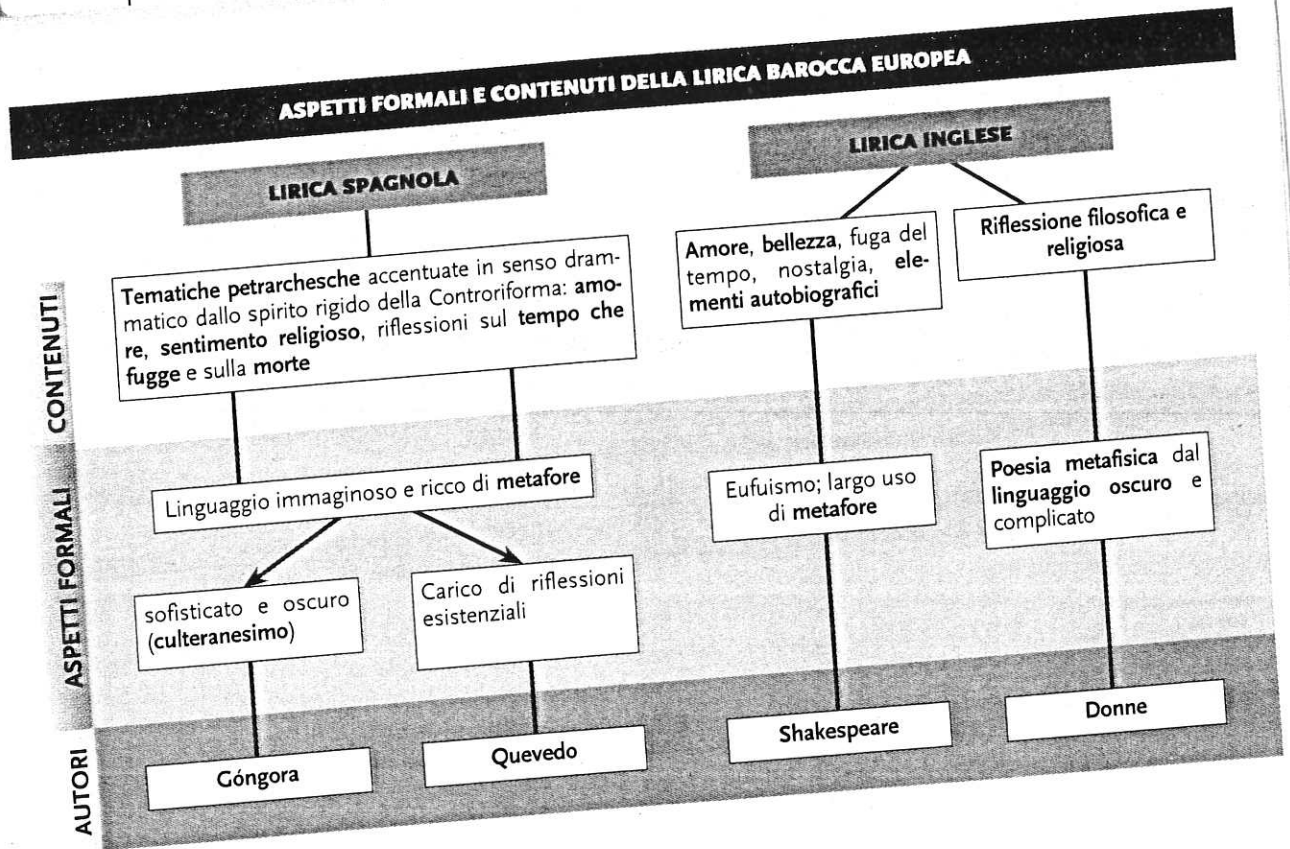 ASPETTI FORMALI E CONTENUTI DELLA LIRICA BAROCCA EUROPEA
LIRICA SPAGNOLA
LIRICA INGLESE
CONTENUTI
Tematiche petrarchesche accentuate in senso dram-
matico dallo spirito rigido della Controriforma: amo-
re, sentimento religioso, riflessioni sul tempo che
fugge e sulla morte
Amore, bellezza, fuga del
tempo, nostalgia, ele-
menti autobiografici
Riflessione filosofica e
religiosa
ASPETTI FORMALI
Linguaggio immaginoso e ricco di metafore
sofisticato e oscuro
(culteranesimo)
Carico di riflessioni
esistenziali
Eufuismo; largo uso
di metafore
Poesia metafisica dal
linguaggio oscuro e
complicato
AUTORI
Góngora
Quevedo
Shakespeare
Donne